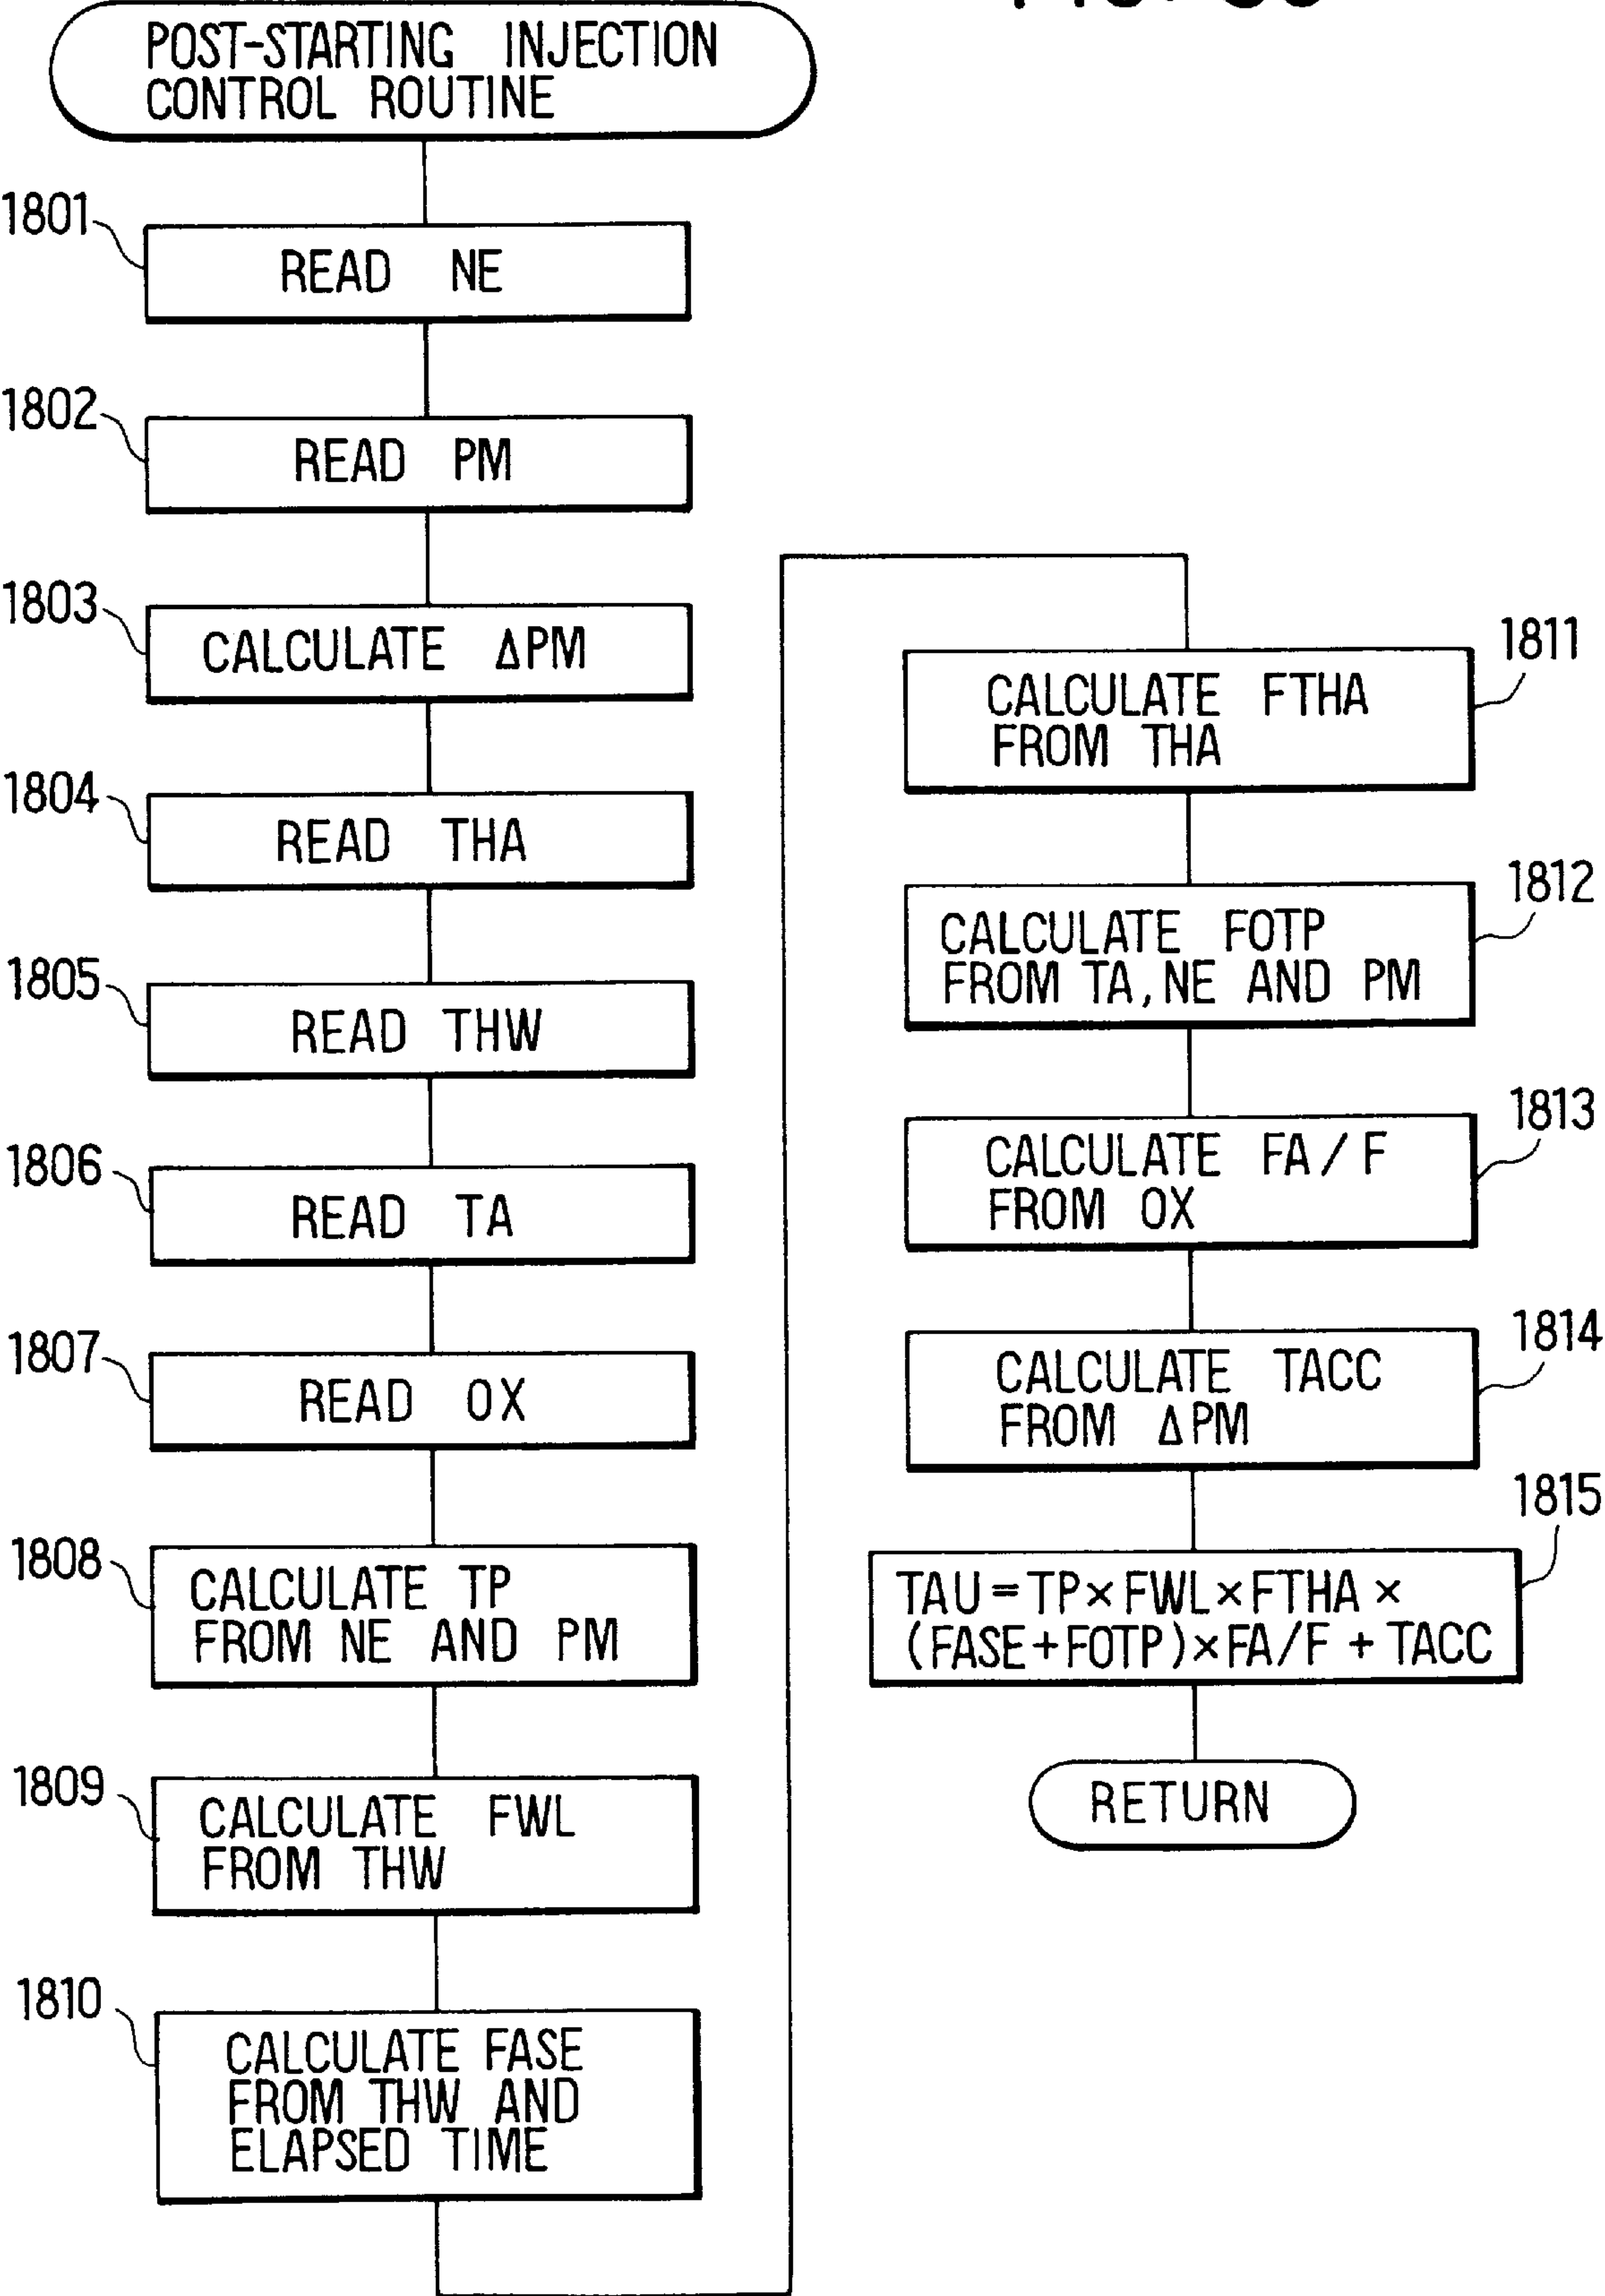 POST-STARTING INJECTION
CONTROL ROUTINE
1801
READ NE
1802
READ PM
1803
CALCULATE ΔPM
1804
READ THA
1805
READ THW
1806
READ TA
1807
READ OX
1808
CALCULATE TP
FROM NE AND PM
1809
CALCULATE FWL
FROM THW
1810
CALCULATE FASE
FROM THW AND
ELAPSED TIME
1811
CALCULATE FTHA
FROM THA
1812
CALCULATE FOTP
FROM TA, NE AND PM
1813
CALCULATE FA/F
FROM OX
1814
CALCULATE TACC
FROM ΔPM
1815
TAU=TP×FWL×FTHA×
(FASE+FOTP)×FA/F + TACC
RETURN